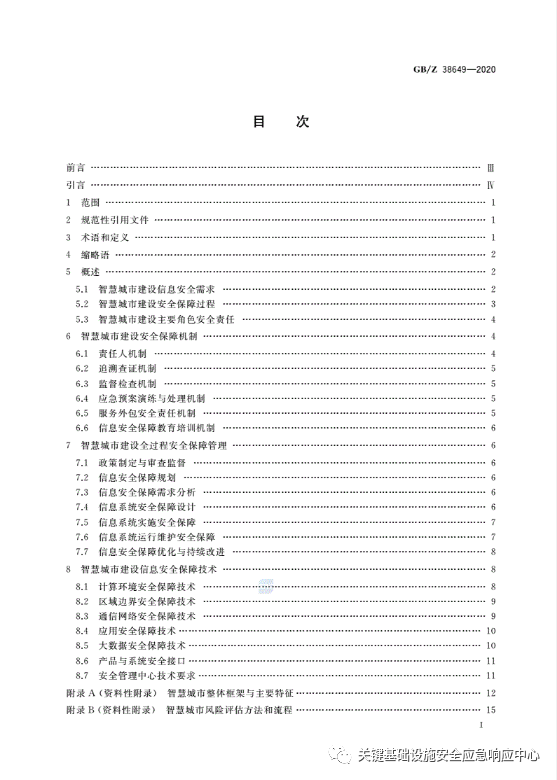 GB/Z 38649—2020
目 次
前言 Ⅲ
引言 Ⅳ
1 范围 1
2 规范性引用文件 1
3 术语和定义 1
4 缩略语 2
5 概述 2
5.1 智慧城市建设信息安全需求 2
5.2 智慧城市建设安全保障过程 3
5.3 智慧城市建设主要角色安全责任 4
6 智慧城市建设安全保障机制 4
6.1 责任人机制 4
6.2 追溯查证机制 5
6.3 监督检查机制 5
6.4 应急预案演练与处理机制 5
6.5 服务外包安全责任机制 5
6.6 信息安全保障教育培训机制 6
7 智慧城市建设全过程安全保障管理 6
7.1 政策制定与审查监督 6
7.2 信息安全保障规划 6
7.3 信息安全保障需求分析 6
7.4 信息系统安全保障设计 6
7.5 信息系统实施安全保障 7
7.6 信息系统运行维护安全保障 7
7.7 信息安全保障优化与持续改进 8
8 智慧城市建设信息安全保障技术 8
8.1 计算环境安全保障技术 8
8.2 区域边界安全保障技术 9
8.3 通信网络安全保障技术 9
8.4 应用安全保障技术 10
8.5 大数据安全保障技术 10
8.6 产品与系统安全接口 11
8.7 安全管理中心技术要求 11
附录A(资料性附录) 智慧城市整体框架与主要特征 12
附录B(资料性附录) 智慧城市风险评估方法和流程 15
Ⅰ
关键基础设施安全应急响应中心